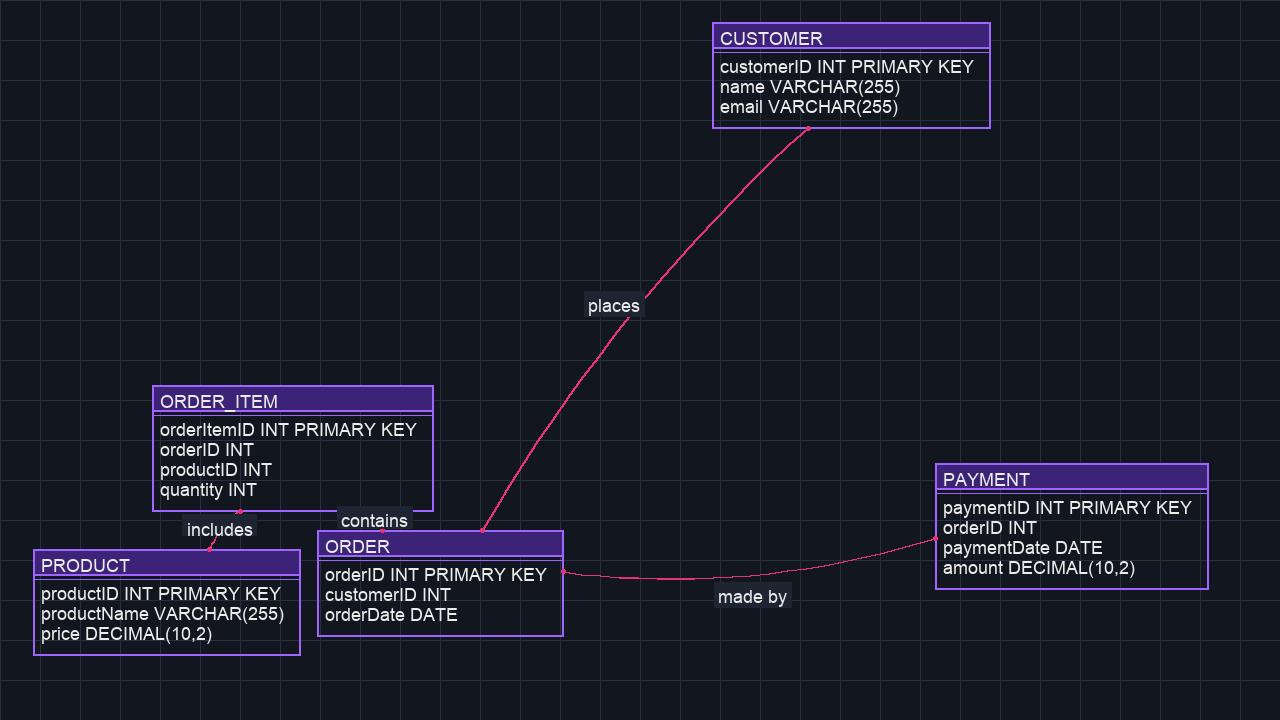 CUSTOMER
customerID INT PRIMARY KEY
name VARCHAR(255)
email VARCHAR(255)
places
ORDER_ITEM
orderItemID INT PRIMARY KEY
orderID INT
productID INT
quantity INT
includes
contains
PRODUCT
productID INT PRIMARY KEY
productName VARCHAR(255)
price DECIMAL(10,2)
ORDER
orderID INT PRIMARY KEY
customerID INT
orderDate DATE
made by
PAYMENT
paymentID INT PRIMARY KEY
orderID INT
paymentDate DATE
amount DECIMAL(10,2)